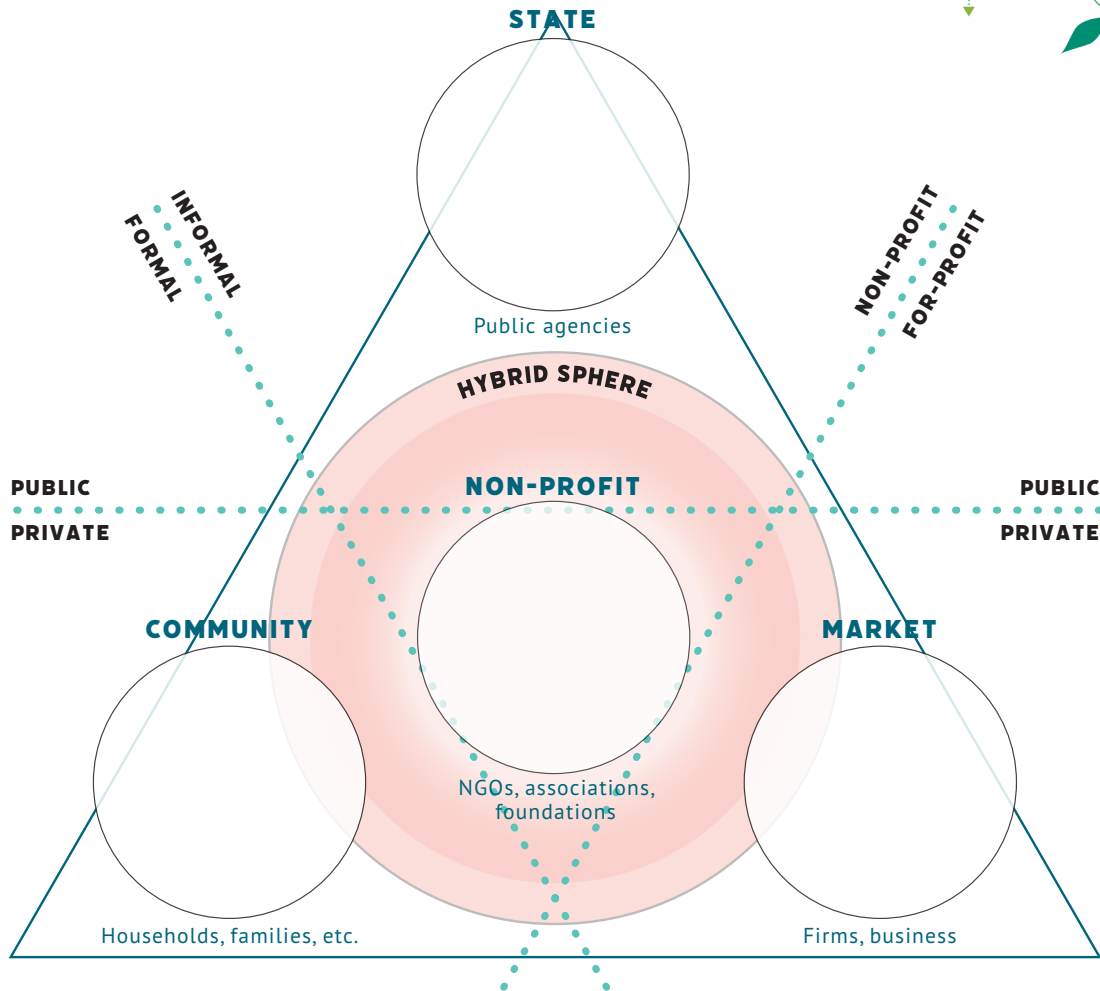 STATE
INFORMAL
FORMAL
NON-PROFIT
FOR-PROFIT
Public agencies
HYBRID SPHERE
PUBLIC
PUBLIC
NON-PROFIT
PRIVATE
PRIVATE
COMMUNITY
MARKET
NGOs, associations,
foundations
Households, families, etc.
Firms, business